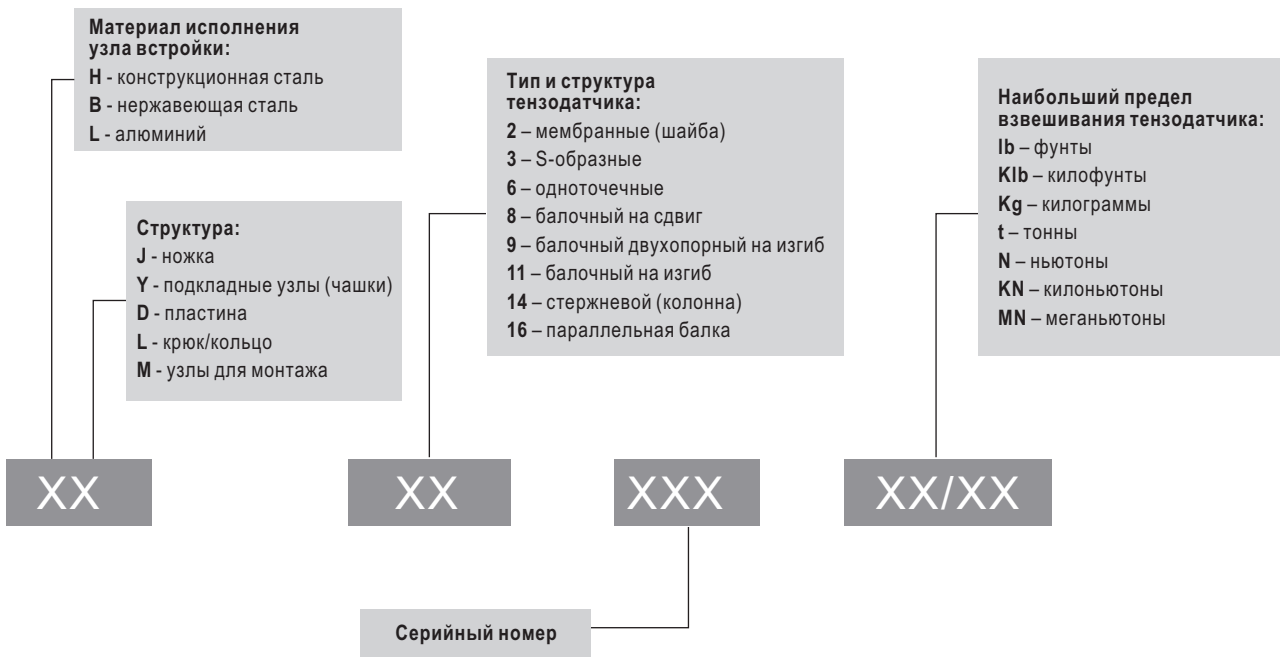 Материал исполнения
узла встройки:
H - конструкционная сталь
B - нержавеющая сталь
L - алюминий
Структура:
J - ножка
Y - подкладные узлы (чашки)
D - пластина
L - крюк/кольцо
M - узлы для монтажа
Тип и структура
тензодатчика:
2 – мембранные (шайба)
3 – S-образные
6 – одноточечные
8 – балочный на сдвиг
9 – балочный двухопорный на изгиб
11 – балочный на изгиб
14 – стержневой (колонна)
16 – параллельная балка
Наибольший предел
взвешивания тензодатчика:
lb – фунты
Klb – килофунты
Kg – килограммы
t – тонны
N – ньютоны
KN – килоньютоны
MN – меганьютоны
XX
XX
XXX
XX/XX
Серийный номер